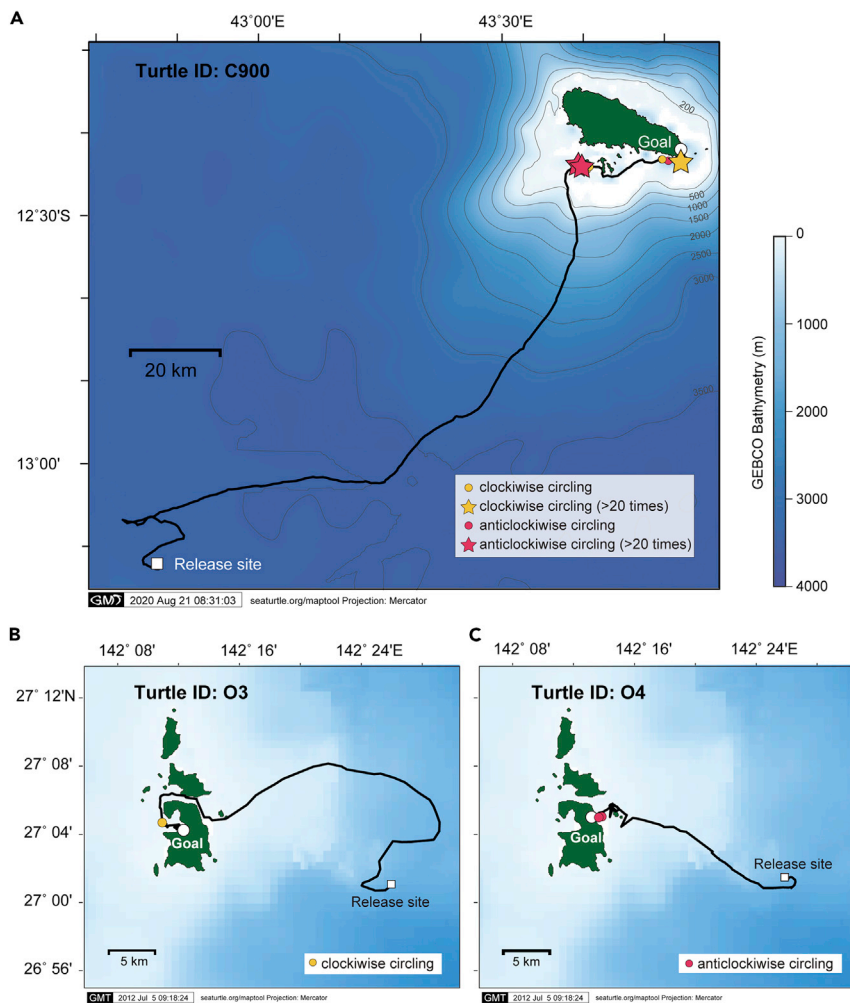 A
43°00'
43°30'E
Turtle ID: C900
200
Goal
500
1000
1500
2000
2500
3000
12°30'S
3000
20 km
13°00'
0
1000
2000
3000
4000
GEBCO Bathymetry (m)
clockiwise circling
clockiwise circling (>20 times)
anticlockiwise circling
anticlockiwise circling (>20 times)
Release site
GMT 2020 Aug 21 08:31:03 seaturtle.org/maptool Projection: Mercator
B
142° 08' 142° 16' 142° 24'E
27° 12'N
27° 08'
27° 04'
27° 00'
26° 56'
Turtle ID: O3
Goal
Release site
5 km
clockiwise circling
GMT 2012 Jul 5 09:18:24 seaturtle.org/maptool Projection: Mercator
C
142° 08' 142° 16' 142° 24'E
Turtle ID: O4
Goal
Release site
5 km
anticlockiwise circling
GMT 2012 Jul 5 09:18:24 seaturtle.org/maptool Projection: Mercator